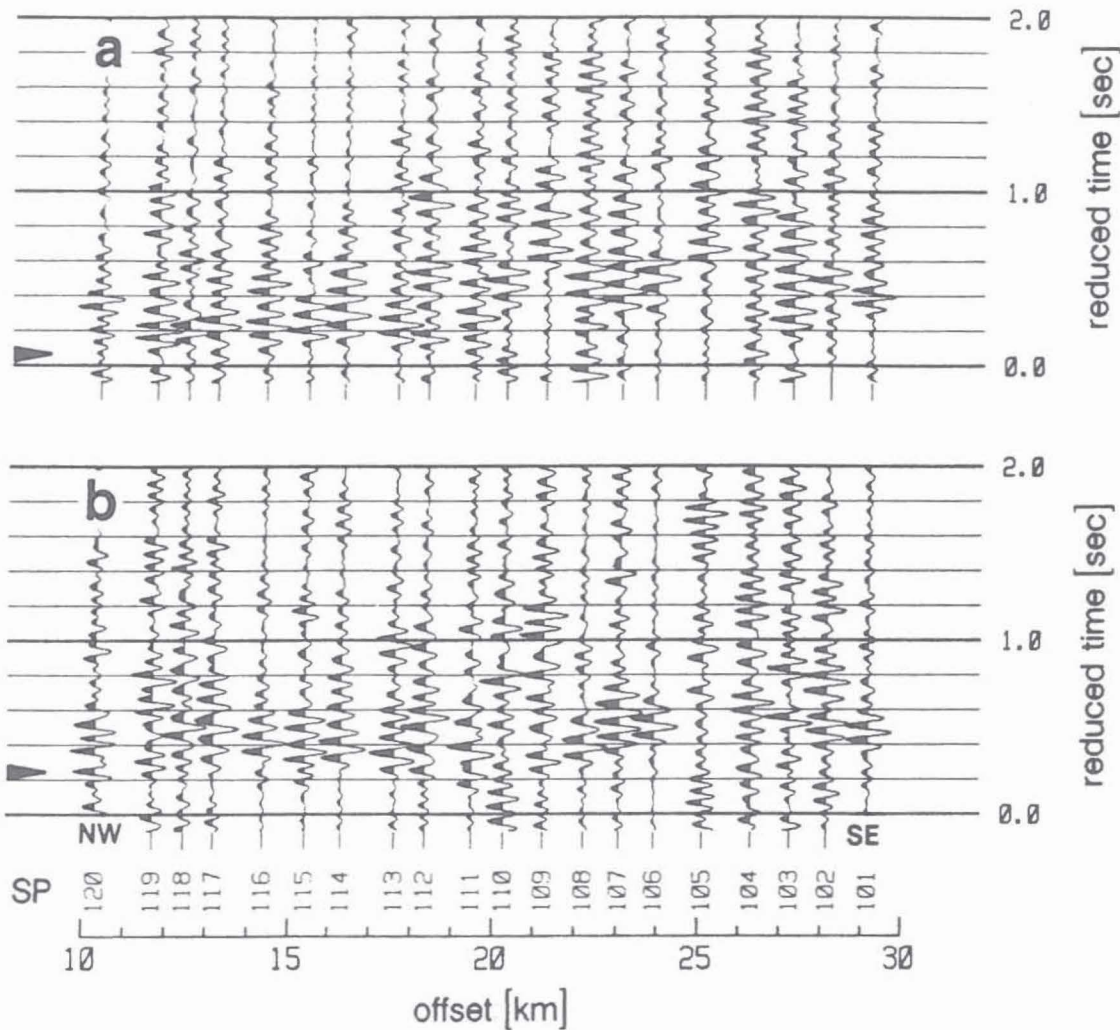 a
2.0
1.0
0.0
reduced time [sec]
b
2.0
1.0
0.0
reduced time [sec]
NW
SE
SP
120 119 118 117 116 115 114 113 112 111 110 109 108 107 106 105 104 103 102 101
10 15 20 25 30
offset [km]